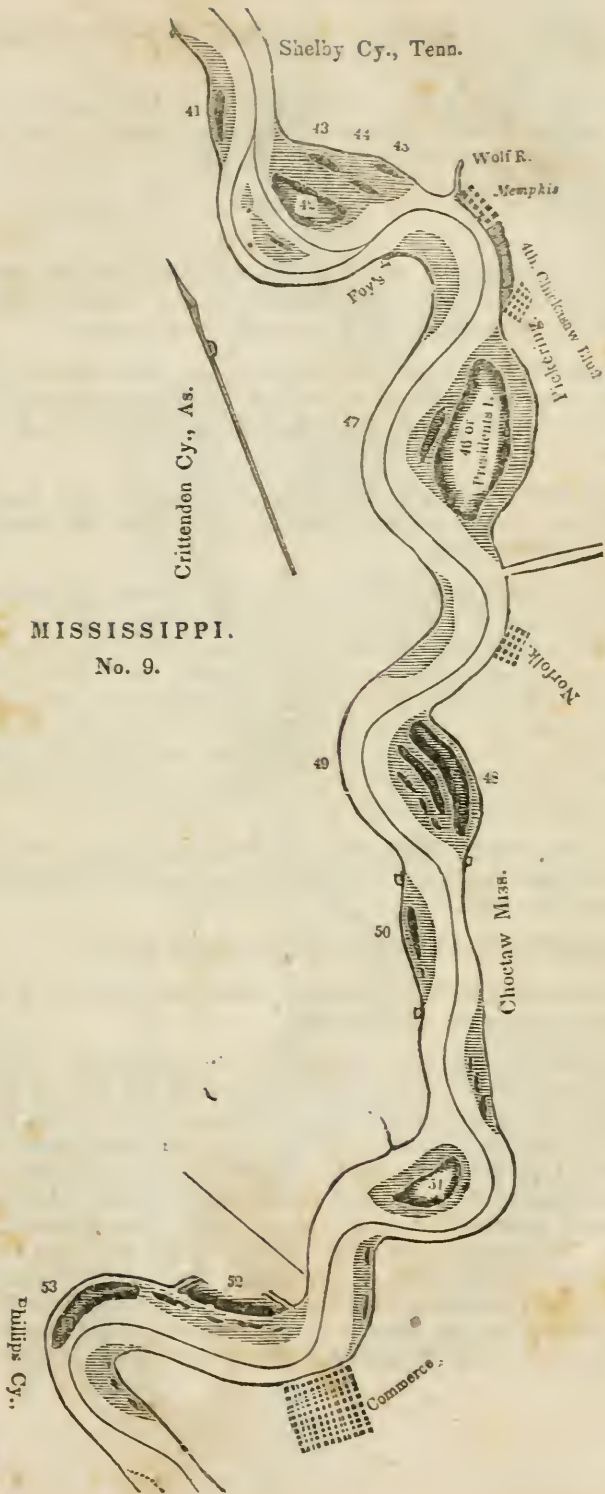 Shelby Cy., Tenn.
41
43
44
45
Wolf R.
Memphis
42
Foy's
4th. Chickasaw Bluff
Pickering.
46 or
Presidents I.
47
Crittenden Cy., As.
MISSISSIPPI.
No. 9.
Norfolk.
49
48
50
Choctaw Miss.
51
53
52
Phillips Cy.,
Commerce.